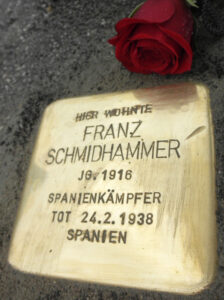 HIER WOHNTE
FRANZ
SCHMIDHAMMER
JG. 1916
SPANIENKÄMPFER
TOT 24.2.1938
SPANIEN